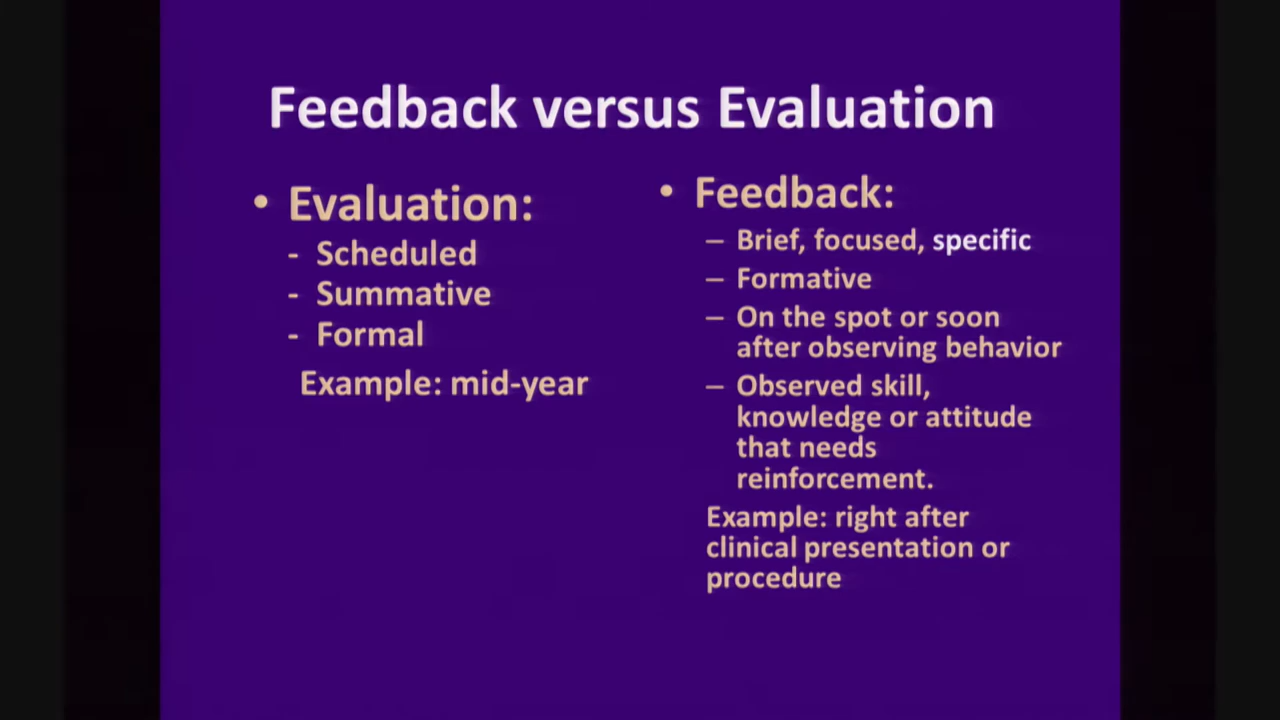 Feedback versus Evaluation
• Evaluation:
- Scheduled
- Summative
- Formal
Example: mid-year
• Feedback:
– Brief, focused, specific
– Formative
– On the spot or soon
after observing behavior
– Observed skill,
knowledge or attitude
that needs
reinforcement.
Example: right after
clinical presentation or
procedure